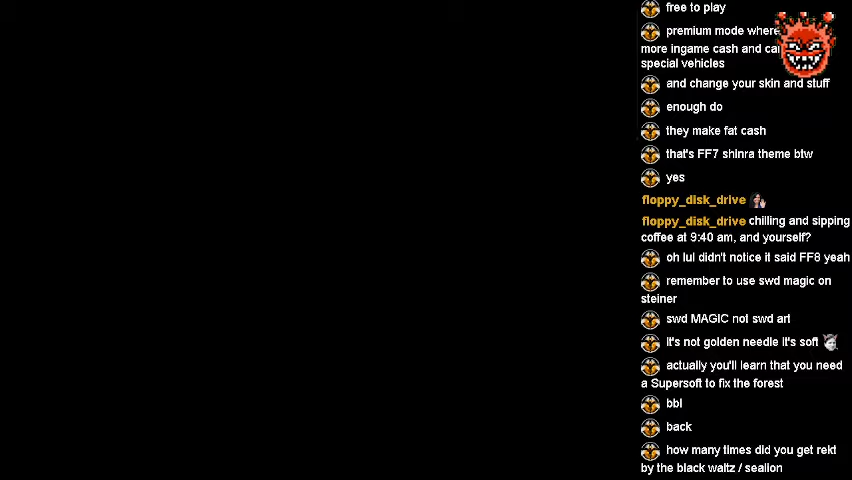 free to play
premium mode where
more ingame cash and
special vehicles
and change your skin and stuff
enough do
they make fat cash
that's FF7 shinra theme btw
yes
floppy_disk_drive
floppy_disk_drive chilling and sipping
coffee at 9:40 am, and yourself?
oh lul didn't notice it said FF8 yeah
remember to use swd magic on
steiner
swd MAGIC not swd art
it's not golden needle it's soft
actually you'll learn that you need
a Supersoft to fix the forest
bbl
back
how many times did you get rekt
by the black waltz / sealion